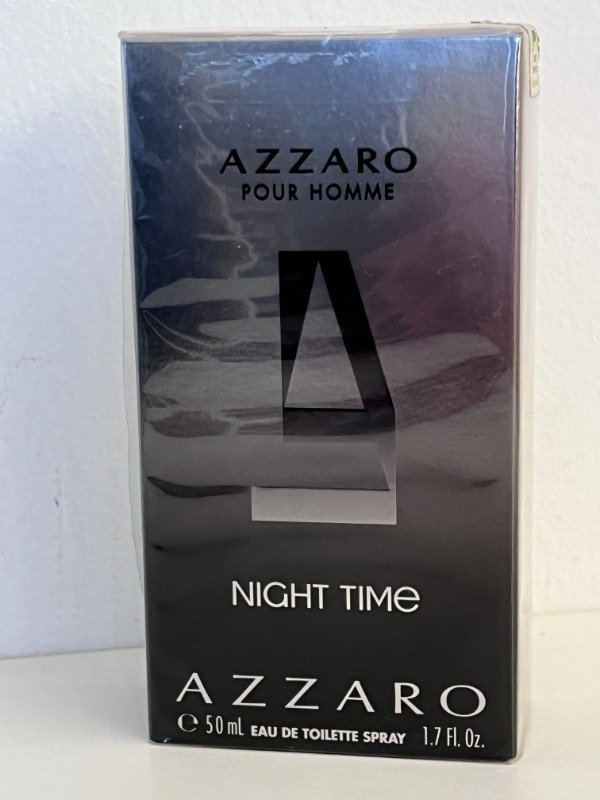 AZZARO
POUR HOMME
NIGHT TIME
AZZARO
℮ 50 mL EAU DE TOILETTE SPRAY 1.7 Fl. Oz.